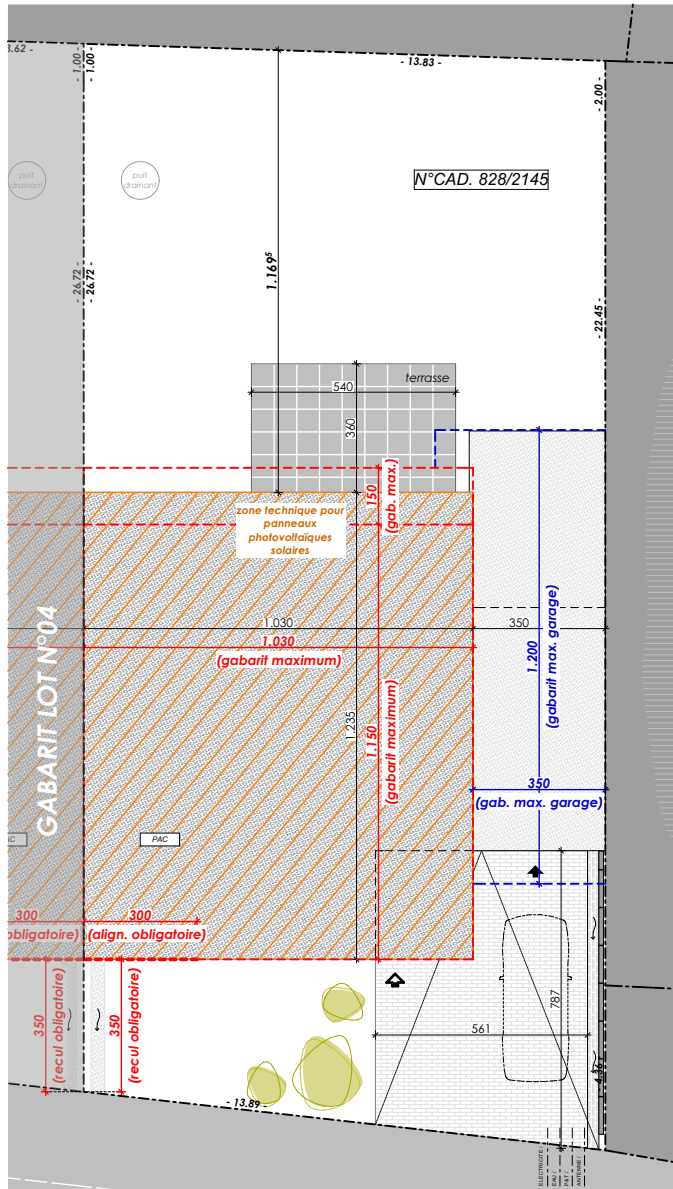 3.62 -
- 13.83 -
- 1.00 -
- 1.00 -
- 2.00 -
puit
drainant
puit
drainant
N°CAD. 828/2145
- 26.72 -
- 26.72 -
1.169⁵
- 22.45 -
terrasse
540
360
150
(gab. max.)
zone technique pour
panneaux
photovoltaïques
solaires
1.030
350
1.030
(gabarit maximum)
1.200
(gabarit max. garage)
GABARIT LOT N°04
1.235
1.150
(gabarit maximum)
350
(gab. max. garage)
AC
PAC
300
300
obligatoire)
(align. obligatoire)
350
(recul obligatoire)
350
(recul obligatoire)
787
561
- 13.89 -
ELECTRICITE /
EAU /
P&T /
ANTENNE /